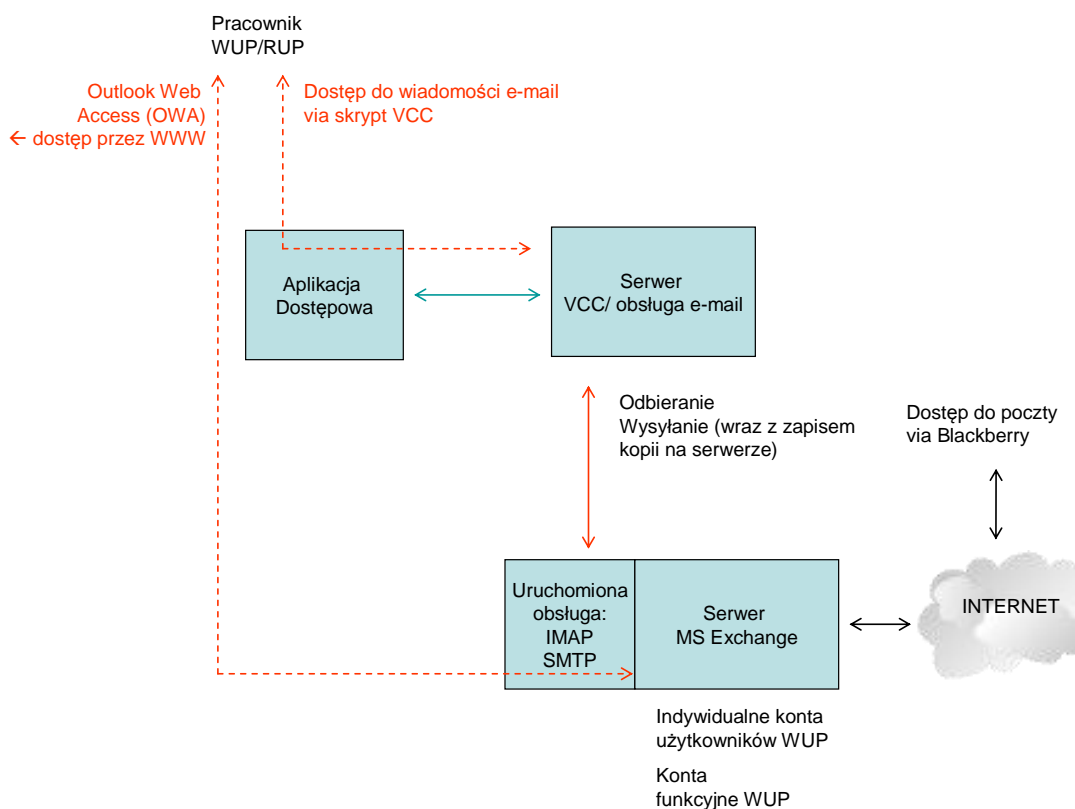 Pracownik
WUP/RUP
Outlook Web
Access (OWA)
← dostęp przez WWW
Dostęp do wiadomości e-mail
via skrypt VCC
Aplikacja
Dostępowa
Serwer
VCC/ obsługa e-mail
Odbieranie
Wysyłanie (wraz z zapisem
kopii na serwerze)
Dostęp do poczty
via Blackberry
Uruchomiona
obsługa:
IMAP
SMTP
Serwer
MS Exchange
INTERNET
Indywidualne konta
użytkowników WUP
Konta
funkcyjne WUP